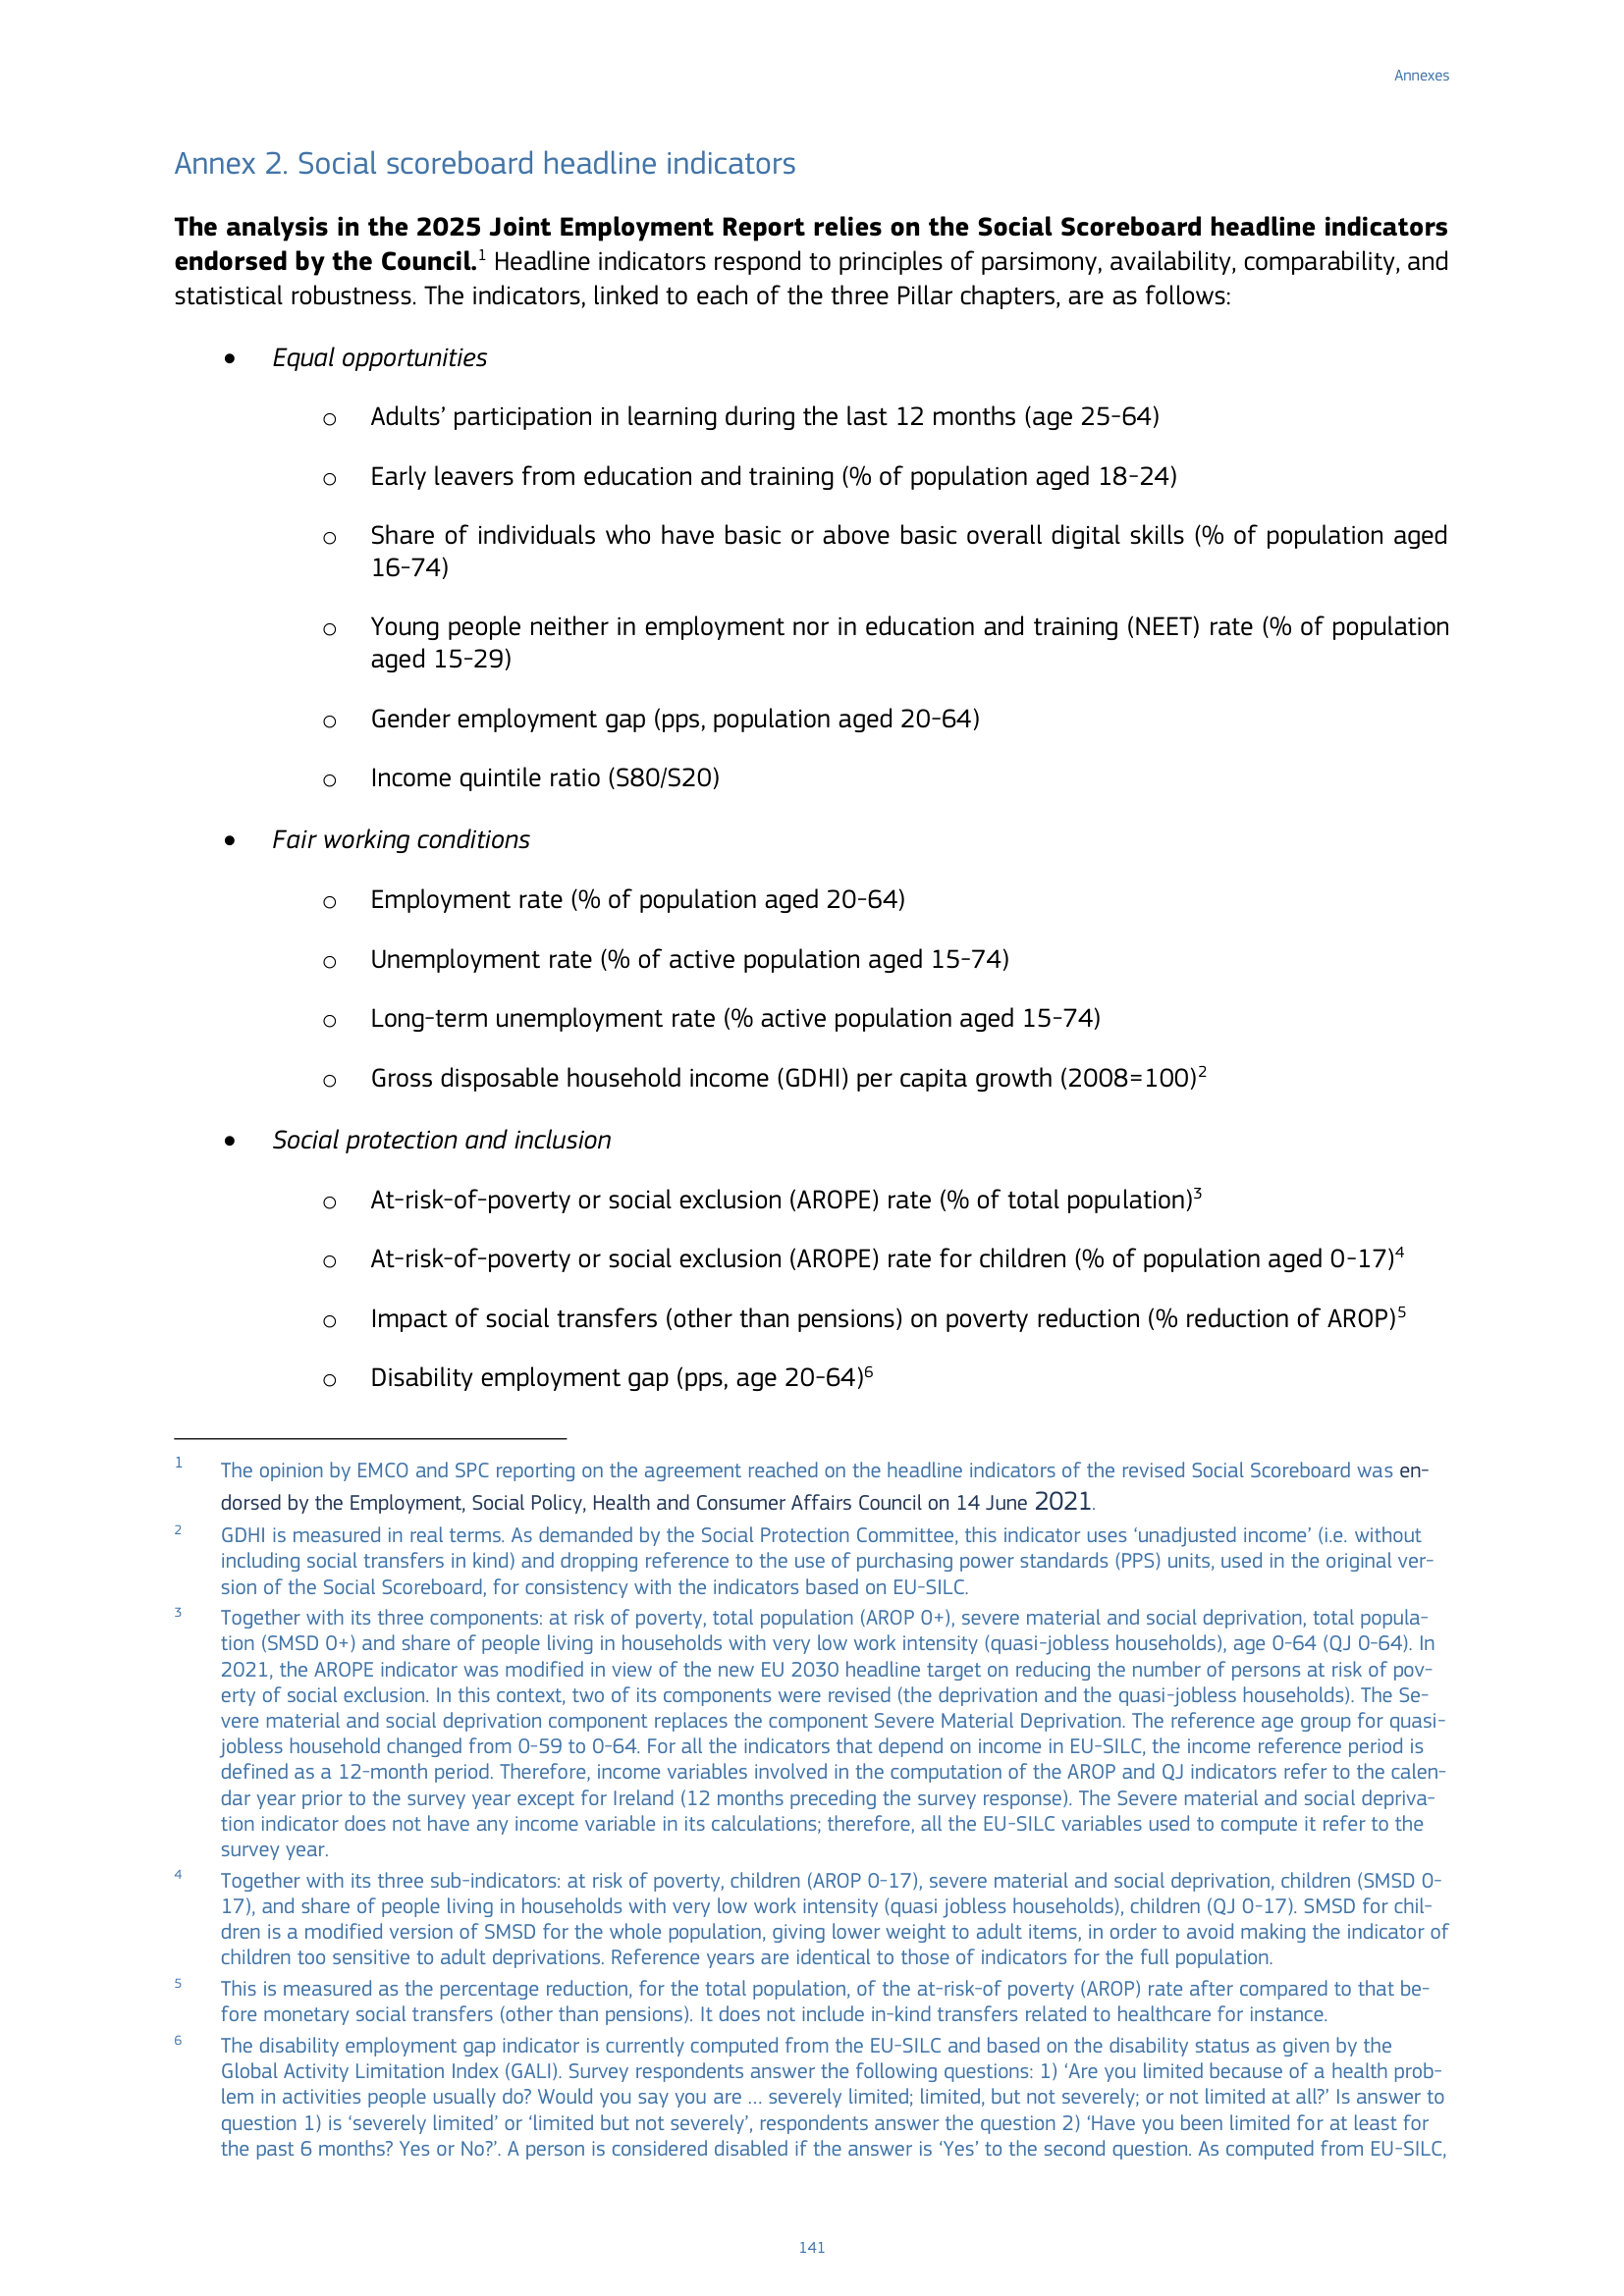 Annexes
Annex 2. Social scoreboard headline indicators
The analysis in the 2025 Joint Employment Report relies on the Social Scoreboard headline indicators
endorsed by the Council.1 Headline indicators respond to principles of parsimony, availability, comparability, and
statistical robustness. The indicators, linked to each of the three Pillar chapters, are as follows:
• Equal opportunities
o Adults’ participation in learning during the last 12 months (age 25-64)
o Early leavers from education and training (% of population aged 18-24)
o Share of individuals who have basic or above basic overall digital skills (% of population aged
16-74)
o Young people neither in employment nor in education and training (NEET) rate (% of population
aged 15-29)
o Gender employment gap (pps, population aged 20-64)
o Income quintile ratio (S80/S20)
• Fair working conditions
o Employment rate (% of population aged 20-64)
o Unemployment rate (% of active population aged 15-74)
o Long-term unemployment rate (% active population aged 15-74)
o Gross disposable household income (GDHI) per capita growth (2008=100)2
• Social protection and inclusion
o At-risk-of-poverty or social exclusion (AROPE) rate (% of total population)3
o At-risk-of-poverty or social exclusion (AROPE) rate for children (% of population aged 0-17)4
o Impact of social transfers (other than pensions) on poverty reduction (% reduction of AROP)5
o Disability employment gap (pps, age 20-64)6
1 The opinion by EMCO and SPC reporting on the agreement reached on the headline indicators of the revised Social Scoreboard was en-
dorsed by the Employment, Social Policy, Health and Consumer Affairs Council on 14 June 2021.
2 GDHI is measured in real terms. As demanded by the Social Protection Committee, this indicator uses ‘unadjusted income’ (i.e. without
including social transfers in kind) and dropping reference to the use of purchasing power standards (PPS) units, used in the original ver-
sion of the Social Scoreboard, for consistency with the indicators based on EU-SILC.
3 Together with its three components: at risk of poverty, total population (AROP 0+), severe material and social deprivation, total popula-
tion (SMSD 0+) and share of people living in households with very low work intensity (quasi-jobless households), age 0-64 (QJ 0-64). In
2021, the AROPE indicator was modified in view of the new EU 2030 headline target on reducing the number of persons at risk of pov-
erty of social exclusion. In this context, two of its components were revised (the deprivation and the quasi-jobless households). The Se-
vere material and social deprivation component replaces the component Severe Material Deprivation. The reference age group for quasi-
jobless household changed from 0-59 to 0-64. For all the indicators that depend on income in EU-SILC, the income reference period is
defined as a 12-month period. Therefore, income variables involved in the computation of the AROP and QJ indicators refer to the calen-
dar year prior to the survey year except for Ireland (12 months preceding the survey response). The Severe material and social depriva-
tion indicator does not have any income variable in its calculations; therefore, all the EU-SILC variables used to compute it refer to the
survey year.
4 Together with its three sub-indicators: at risk of poverty, children (AROP 0-17), severe material and social deprivation, children (SMSD 0-
17), and share of people living in households with very low work intensity (quasi jobless households), children (QJ 0-17). SMSD for chil-
dren is a modified version of SMSD for the whole population, giving lower weight to adult items, in order to avoid making the indicator of
children too sensitive to adult deprivations. Reference years are identical to those of indicators for the full population.
5 This is measured as the percentage reduction, for the total population, of the at-risk-of poverty (AROP) rate after compared to that be-
fore monetary social transfers (other than pensions). It does not include in-kind transfers related to healthcare for instance.
6 The disability employment gap indicator is currently computed from the EU-SILC and based on the disability status as given by the
Global Activity Limitation Index (GALI). Survey respondents answer the following questions: 1) ‘Are you limited because of a health prob-
lem in activities people usually do? Would you say you are … severely limited; limited, but not severely; or not limited at all?’ Is answer to
question 1) is ‘severely limited’ or ‘limited but not severely’, respondents answer the question 2) ‘Have you been limited for at least for
the past 6 months? Yes or No?’. A person is considered disabled if the answer is ‘Yes’ to the second question. As computed from EU-SILC,
141